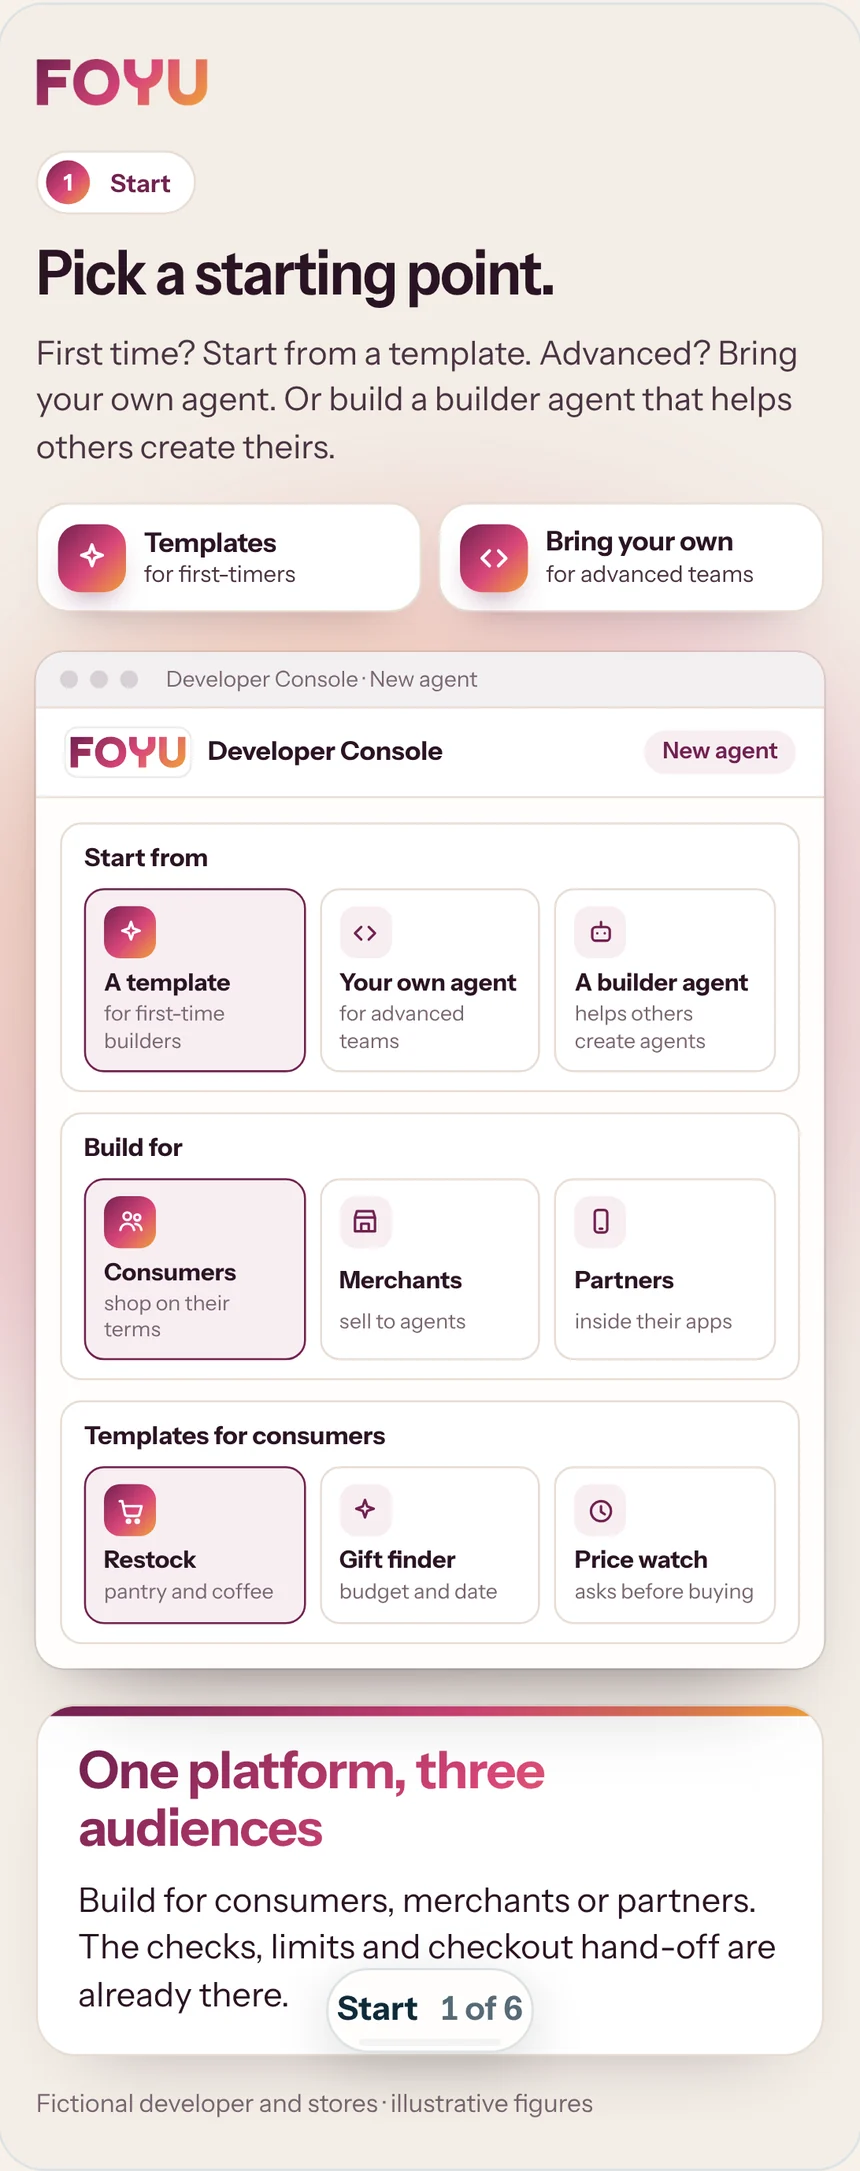 FOYU
1 Start
Pick a starting point.
First time? Start from a template. Advanced? Bring
your own agent. Or build a builder agent that helps
others create theirs.
Templates
for first-timers
Bring your own
for advanced teams
Developer Console · New agent
FOYU Developer Console
New agent
Start from
A template
for first-time
builders
Your own agent
for advanced
teams
A builder agent
helps others
create agents
Build for
Consumers
shop on their
terms
Merchants
sell to agents
Partners
inside their apps
Templates for consumers
Restock
pantry and coffee
Gift finder
budget and date
Price watch
asks before buying
One platform, three
audiences
Build for consumers, merchants or partners.
The checks, limits and checkout hand-off are
already there.
Start 1 of 6
Fictional developer and stores · illustrative figures